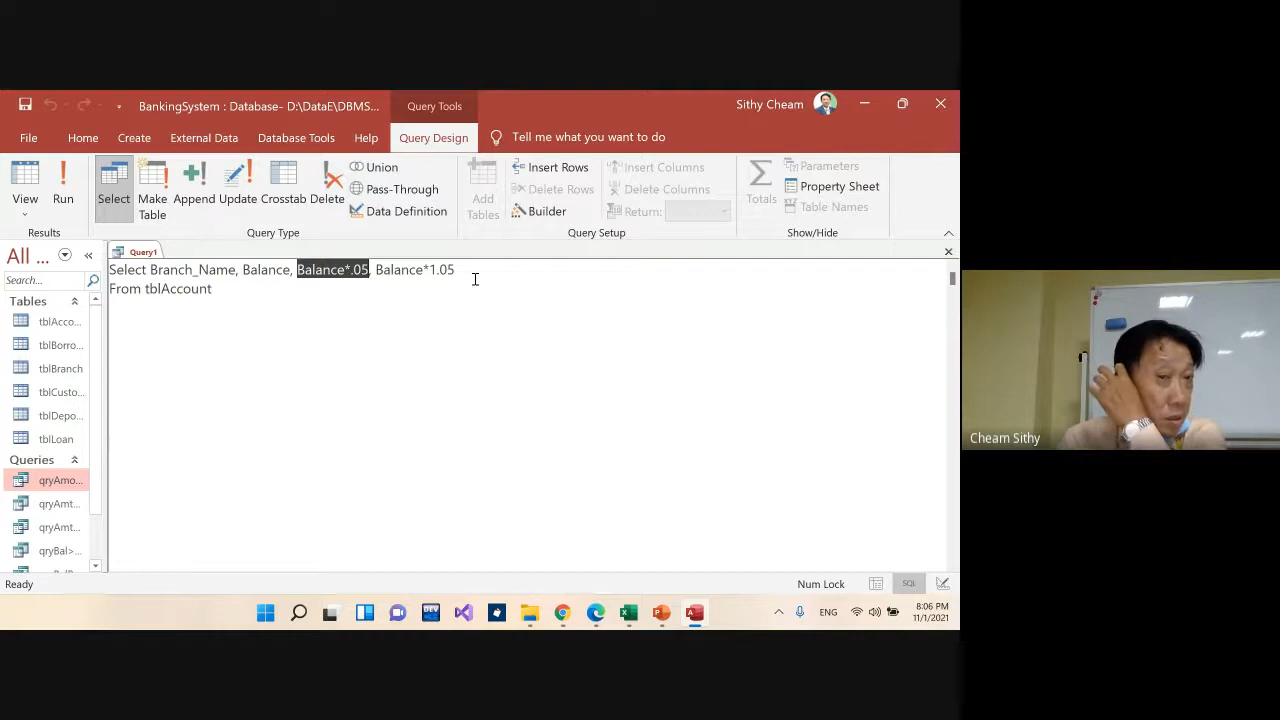 BankingSystem : Database- D:\DataE\DBMS...
Query Tools
Sithy Cheam
File
Home
Create
External Data
Database Tools
Help
Query Design
Tell me what you want to do
View
Run
Select
Make Table
Append
Update
Crosstab
Delete
Union
Pass-Through
Data Definition
Add Tables
Insert Rows
Delete Rows
Builder
Insert Columns
Delete Columns
Return:
Totals
Parameters
Property Sheet
Table Names
Results
Query Type
Query Setup
Show/Hide
All ...
Query1
Search...
Select Branch_Name, Balance, Balance*.05, Balance*1.05
From tblAccount
Tables
tblAcco...
tblBorro...
tblBranch
tblCusto...
tblDepo...
tblLoan
Queries
qryAmo...
qryAmt...
qryAmt...
qryBal>...
Cheam Sithy
Ready
Num Lock
SQL
DEV
ENG
8:06 PM
11/1/2021